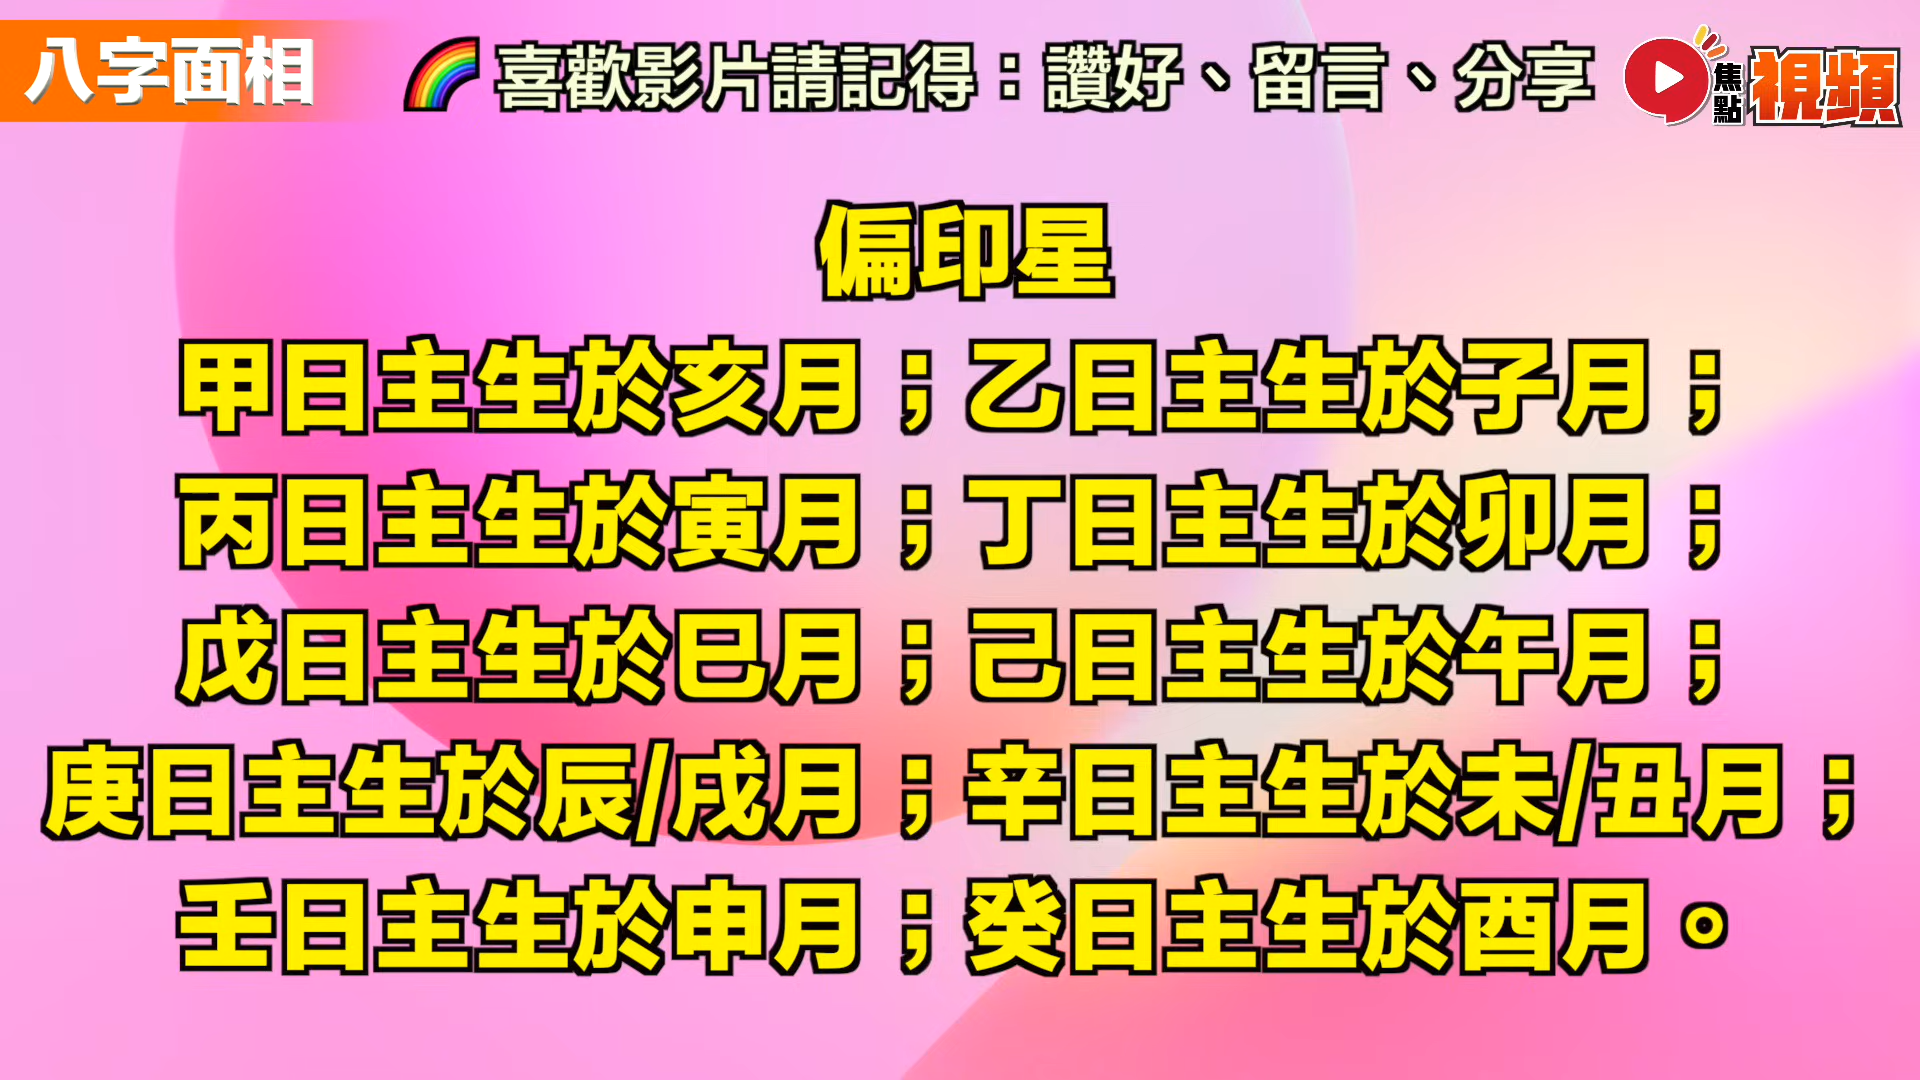 八字面相
喜歡影片請記得：讚好、留言、分享
焦點視頻
偏印星
甲日主生於亥月；乙日主生於子月；
丙日主生於寅月；丁日主生於卯月；
戊日主生於巳月；己日主生於午月；
庚日主生於辰/戌月；辛日主生於未/丑月；
壬日主生於申月；癸日主生於酉月。